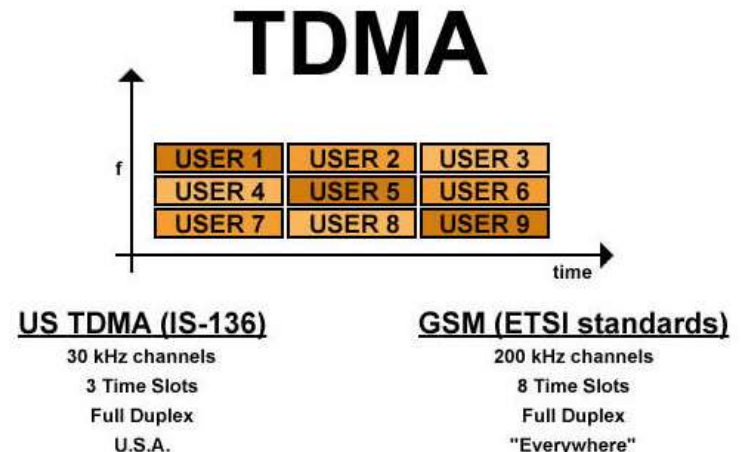 TDMA
f
USER 1 USER 2 USER 3
USER 4 USER 5 USER 6
USER 7 USER 8 USER 9
time
US TDMA (IS-136)
30 kHz channels
3 Time Slots
Full Duplex
U.S.A.
GSM (ETSI standards)
200 kHz channels
8 Time Slots
Full Duplex
"Everywhere"